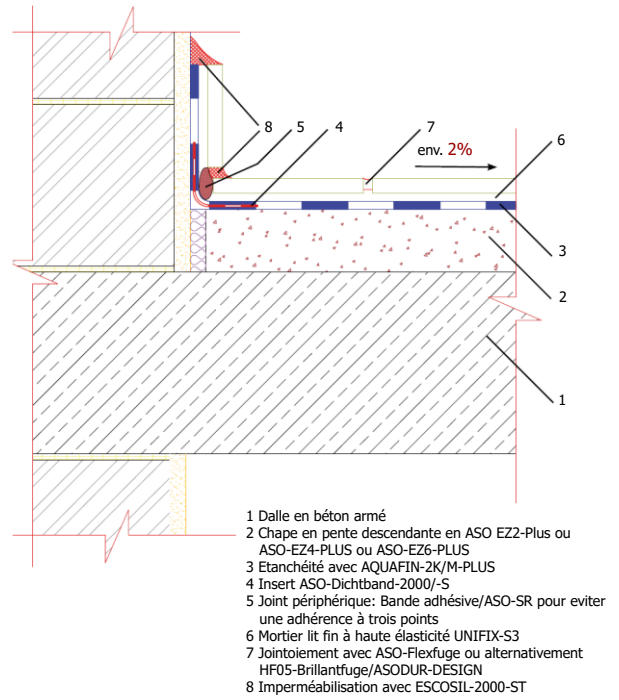 8 5 4 7
env. 2%
6
3
2
1
1 Dalle en béton armé
2 Chape en pente descendante en ASO EZ2-Plus ou
ASO-EZ4-PLUS ou ASO-EZ6-PLUS
3 Etanchéité avec AQUAFIN-2K/M-PLUS
4 Insert ASO-Dichtband-2000/-S
5 Joint périphérique: Bande adhésive/ASO-SR pour eviter
une adhérence à trois points
6 Mortier lit fin à haute élasticité UNIFIX-S3
7 Jointoiement avec ASO-Flexfuge ou alternativement
HF05-Brillantfuge/ASODUR-DESIGN
8 Imperméabilisation avec ESCOSIL-2000-ST